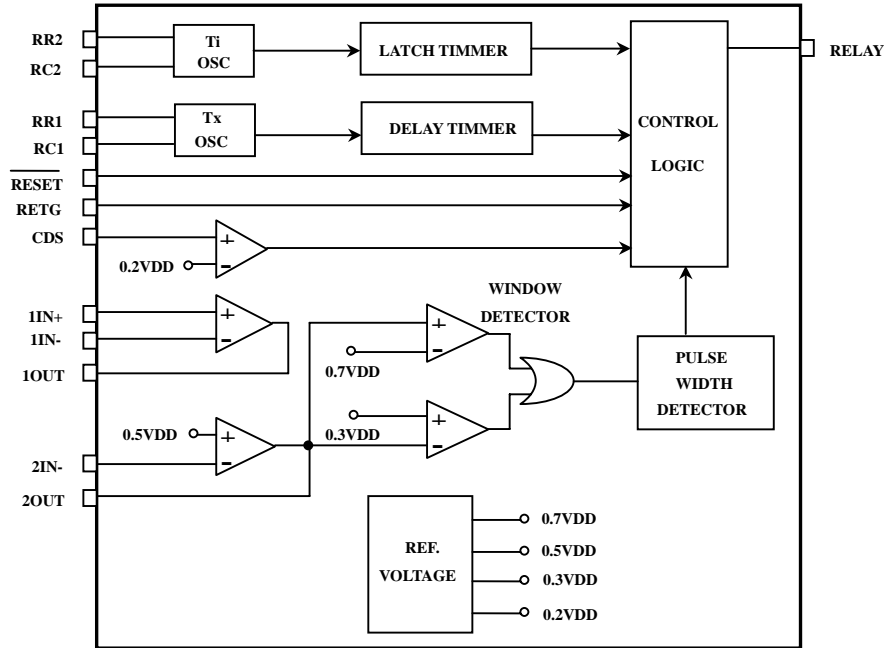 RR2
RC2
Ti
OSC
LATCH TIMMER
RELAY
RR1
RC1
Tx
OSC
DELAY TIMMER
CONTROL
LOGIC
RESET
RETG
CDS
+
-
0.2VDD
1IN+
1IN-
1OUT
+
-
WINDOW
DETECTOR
+
-
0.7VDD
PULSE
WIDTH
DETECTOR
0.5VDD
+
-
+
-
0.3VDD
2IN-
2OUT
REF.
VOLTAGE
0.7VDD
0.5VDD
0.3VDD
0.2VDD